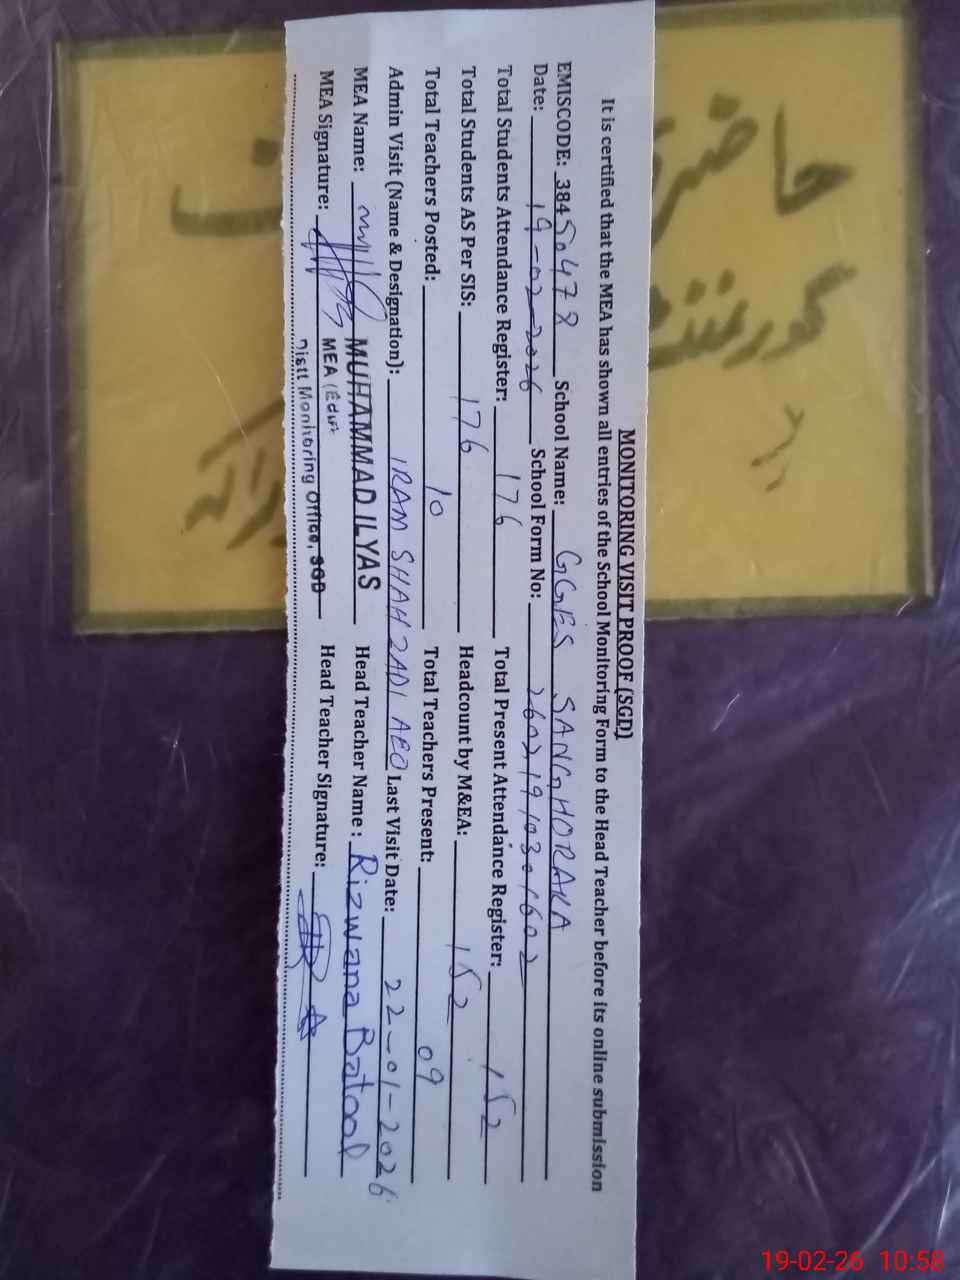 MONITORING VISIT PROOF (SGD)
It is certified that the MEA has shown all entries of the School Monitoring Form to the Head Teacher before its online submission
EMISCODE: 38450478 School Name: GGES SANGHORAKA
Date: 19-02-2026 School Form No: 26021910301602
Total Students Attendance Register: 176 Total Present Attendance Register: 152
Total Students AS Per SIS: 176 Headcount by M&EA: 152
Total Teachers Posted: 10 Total Teachers Present: 09
Admin Visit (Name & Designation): IRAM SHAHZADI AEO Last Visit Date: 22-01-2026
MEA Name: MUHAMMAD ILYAS Head Teacher Name : Rizwana Batool
MEA Signature: MEA (Edu) Head Teacher Signature:
Distt Monitoring Office, SGD
حاضری
گورنمنٹ
19-02-26 10:58